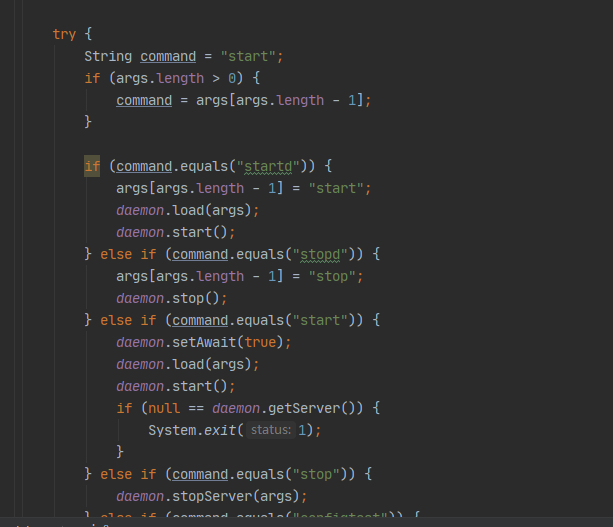 try {
String command = "start";
if (args.length > 0) {
command = args[args.length - 1];
}
if (command.equals("startd")) {
args[args.length - 1] = "start";
daemon.load(args);
daemon.start();
} else if (command.equals("stopd")) {
args[args.length - 1] = "stop";
daemon.stop();
} else if (command.equals("start")) {
daemon.setAwait(true);
daemon.load(args);
daemon.start();
if (null == daemon.getServer()) {
System.exit( status: 1);
}
} else if (command.equals("stop")) {
daemon.stopServer(args);
} else if (command.equals("configtest")) {